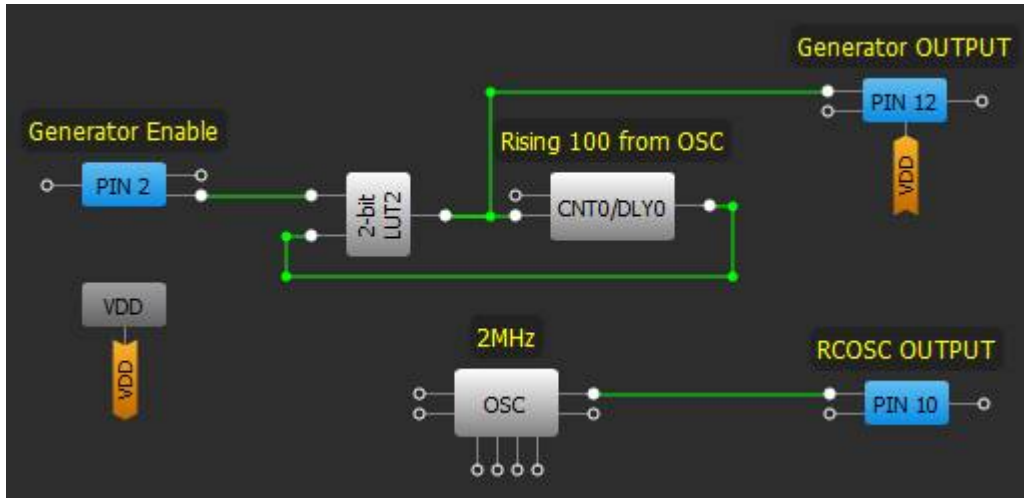 Generator OUTPUT
PIN 12
VDD
Generator Enable
PIN 2
Rising 100 from OSC
2-bit
LUT2
CNT0/DLY0
VDD
VDD
2MHz
OSC
RCOSC OUTPUT
PIN 10